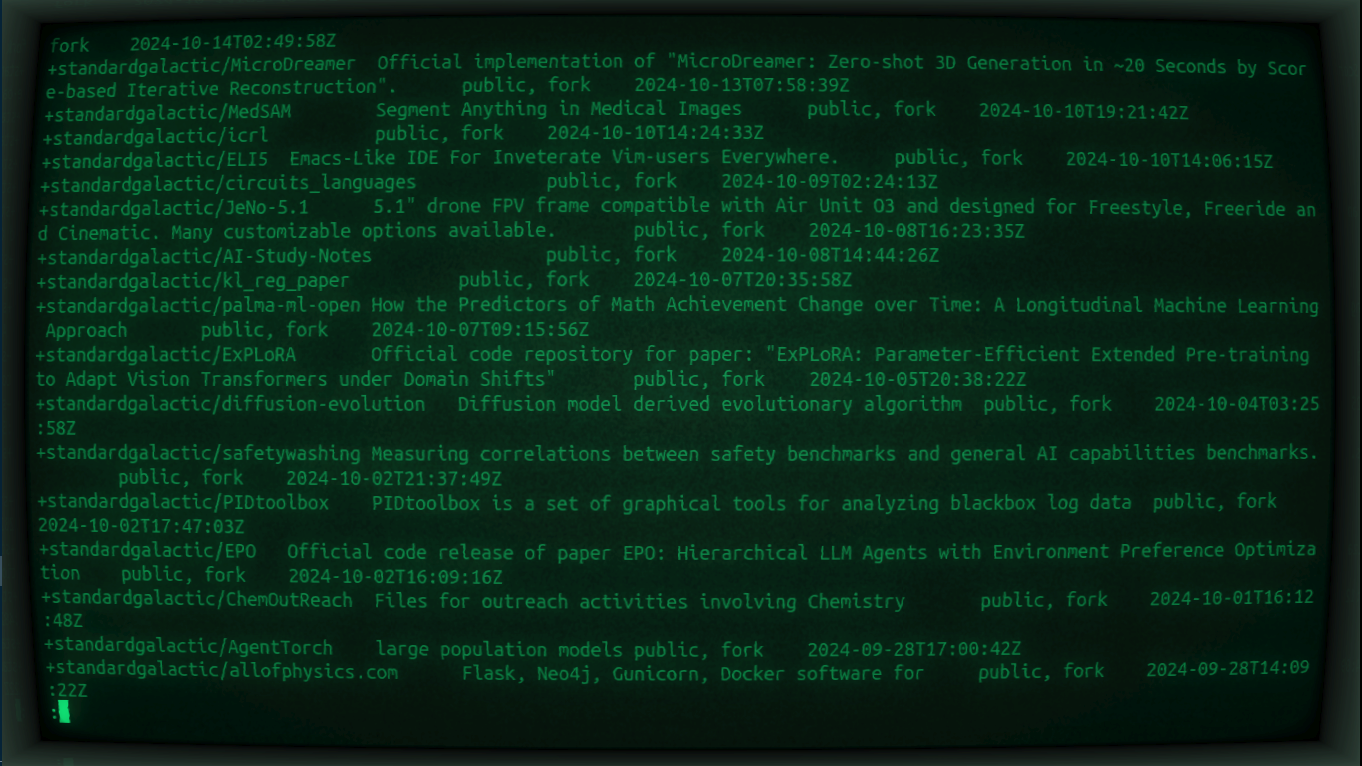 fork    2024-10-14T02:49:58Z
+standardgalactic/MicroDreamer  Official implementation of "MicroDreamer: Zero-shot 3D Generation in ~20 Seconds by Scor
e-based Iterative Reconstruction".      public, fork    2024-10-13T07:58:39Z
+standardgalactic/MedSAM        Segment Anything in Medical Images      public, fork    2024-10-10T19:21:42Z
+standardgalactic/icrl          public, fork    2024-10-10T14:24:33Z
+standardgalactic/ELI5  Emacs-Like IDE For Inveterate Vim-users Everywhere.     public, fork    2024-10-10T14:06:15Z
+standardgalactic/circuits_languages            public, fork    2024-10-09T02:24:13Z
+standardgalactic/JeNo-5.1      5.1" drone FPV frame compatible with Air Unit O3 and designed for Freestyle, Freeride an
d Cinematic. Many customizable options available.       public, fork    2024-10-08T16:23:35Z
+standardgalactic/AI-Study-Notes                public, fork    2024-10-08T14:44:26Z
+standardgalactic/kl_reg_paper          public, fork    2024-10-07T20:35:58Z
+standardgalactic/palma-ml-open How the Predictors of Math Achievement Change over Time: A Longitudinal Machine Learning
 Approach       public, fork    2024-10-07T09:15:56Z
+standardgalactic/ExPLoRA       Official code repository for paper: "ExPLoRA: Parameter-Efficient Extended Pre-training
to Adapt Vision Transformers under Domain Shifts"       public, fork    2024-10-05T20:38:22Z
+standardgalactic/diffusion-evolution   Diffusion model derived evolutionary algorithm  public, fork    2024-10-04T03:25
:58Z
+standardgalactic/safetywashing Measuring correlations between safety benchmarks and general AI capabilities benchmarks.
        public, fork    2024-10-02T21:37:49Z
+standardgalactic/PIDtoolbox    PIDtoolbox is a set of graphical tools for analyzing blackbox log data  public, fork
2024-10-02T17:47:03Z
+standardgalactic/EPO   Official code release of paper EPO: Hierarchical LLM Agents with Environment Preference Optimiza
tion    public, fork    2024-10-02T16:09:16Z
+standardgalactic/ChemOutReach  Files for outreach activities involving Chemistry       public, fork    2024-10-01T16:12
:48Z
+standardgalactic/AgentTorch    large population models public, fork    2024-09-28T17:00:42Z
+standardgalactic/allofphysics.com      Flask, Neo4j, Gunicorn, Docker software for     public, fork    2024-09-28T14:09
:22Z
: